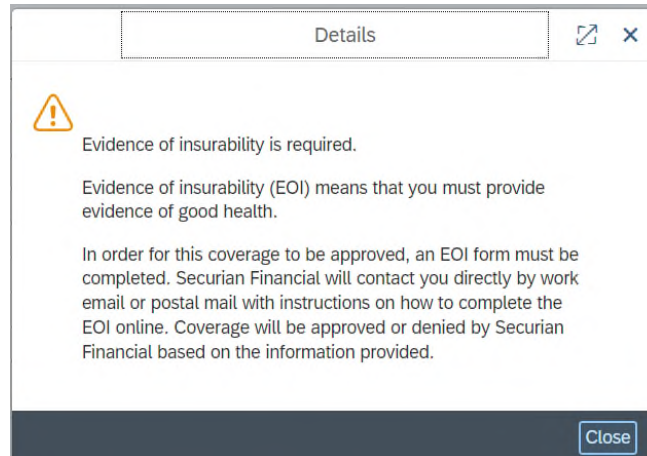 Details
Evidence of insurability is required.
Evidence of insurability (EOI) means that you must provide
evidence of good health.
In order for this coverage to be approved, an EOI form must be
completed. Securian Financial will contact you directly by work
email or postal mail with instructions on how to complete the
EOI online. Coverage will be approved or denied by Securian
Financial based on the information provided.
Close